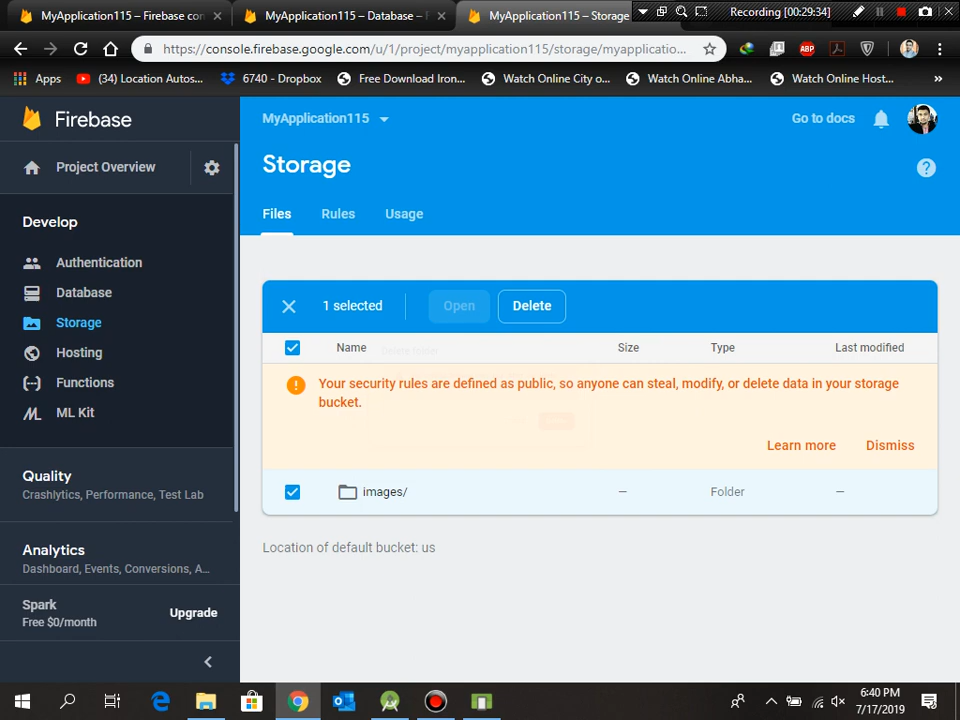 MyApplication115 – Firebase con
MyApplication115 – Database – F
MyApplication115 – Storage
Recording [00:29:34]
https://console.firebase.google.com/u/1/project/myapplication115/storage/myapplicatio...
ABP
Apps
(34) Location Autos...
6740 - Dropbox
Free Download Iron...
Watch Online City o...
Watch Online Abha...
Watch Online Host...
»
Firebase
MyApplication115
Go to docs
Project Overview
Storage
Develop
Files
Rules
Usage
Authentication
Database
Storage
Hosting
Functions
ML Kit
1 selected
Open
Delete
Name
Size
Type
Last modified
Your security rules are defined as public, so anyone can steal, modify, or delete data in your storage
bucket.
Learn more
Dismiss
images/
–
Folder
–
Location of default bucket: us
Quality
Crashlytics, Performance, Test Lab
Analytics
Dashboard, Events, Conversions, A...
Spark
Free $0/month
Upgrade
6:40 PM
7/17/2019